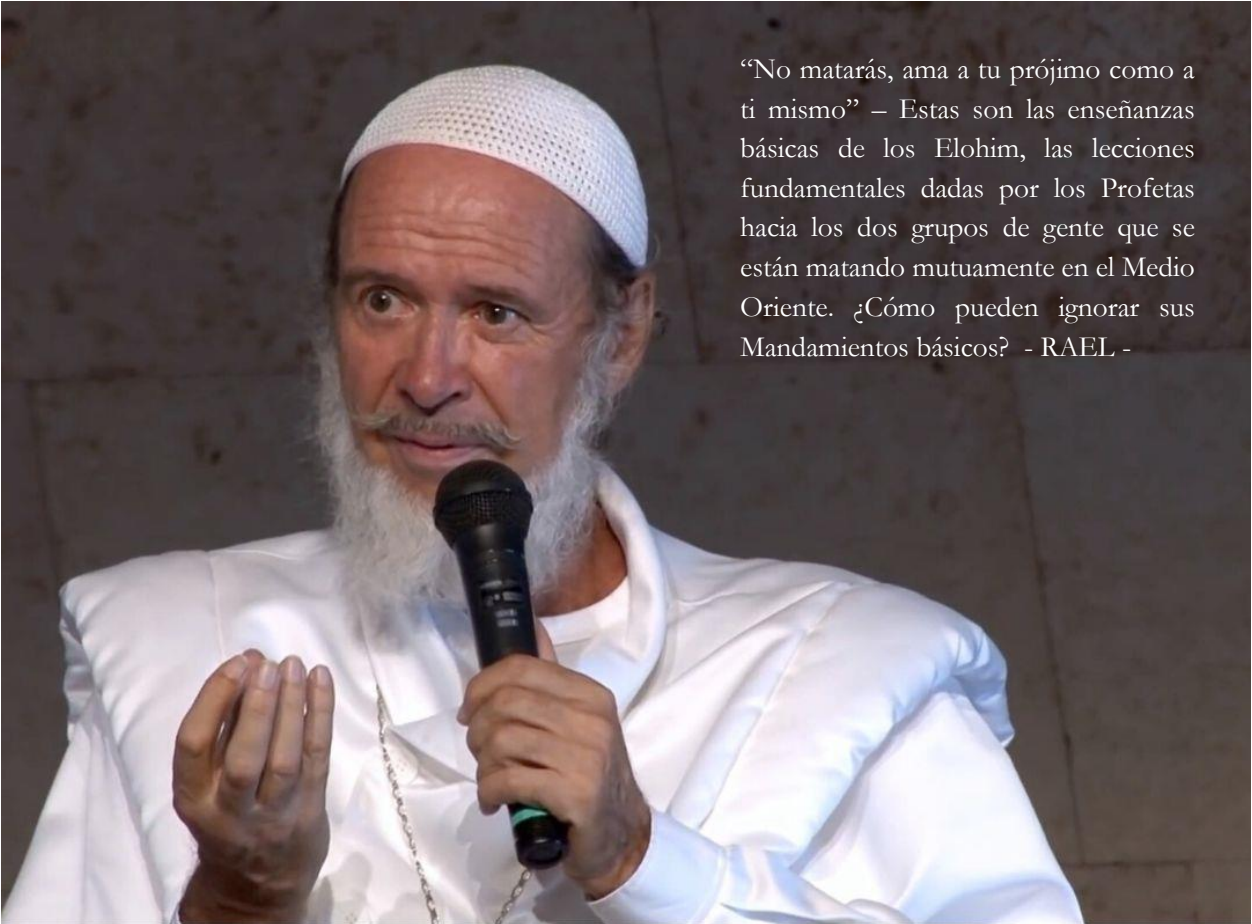 “No matarás, ama a tu prójimo como a
ti mismo” – Estas son las enseñanzas
básicas de los Elohim, las lecciones
fundamentales dadas por los Profetas
hacia los dos grupos de gente que se
están matando mutuamente en el Medio
Oriente. ¿Cómo pueden ignorar sus
Mandamientos básicos? - RAEL -